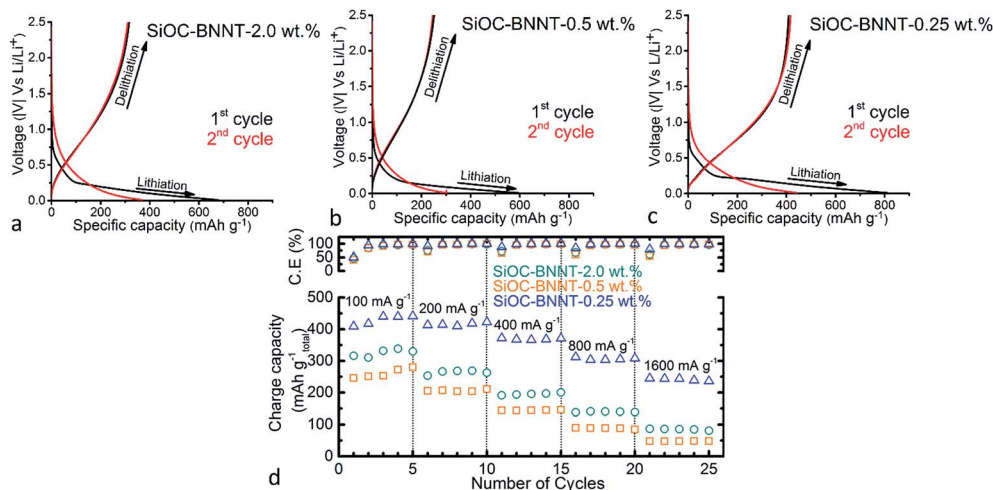 SiOC-BNNT-2.0 wt.%
2.5
2.0
1.5
1.0
0.5
0.0
Voltage (|V| Vs Li/Li⁺)
Delithiation
1st cycle
2nd cycle
Lithiation
0 200 400 600 800
Specific capacity (mAh g⁻¹)
a
SiOC-BNNT-0.5 wt.%
2.5
2.0
1.5
1.0
0.5
0.0
Voltage (|V| Vs Li/Li⁺)
Delithiation
1st cycle
2nd cycle
Lithiation
0 200 400 600 800
Specific capacity (mAh g⁻¹)
b
SiOC-BNNT-0.25 wt.%
2.5
2.0
1.5
1.0
0.5
0.0
Voltage (|V| Vs Li/Li⁺)
Delithiation
1st cycle
2nd cycle
Lithiation
0 200 400 600 800
Specific capacity (mAh g⁻¹)
c
C.E (%)
100
50
0
SiOC-BNNT-2.0 wt.%
SiOC-BNNT-0.5 wt.%
SiOC-BNNT-0.25 wt.%
Charge capacity
(mAh g⁻¹total)
500
400
300
200
100
0
100 mA g⁻¹
200 mA g⁻¹
400 mA g⁻¹
800 mA g⁻¹
1600 mA g⁻¹
0 5 10 15 20 25
Number of Cycles
d